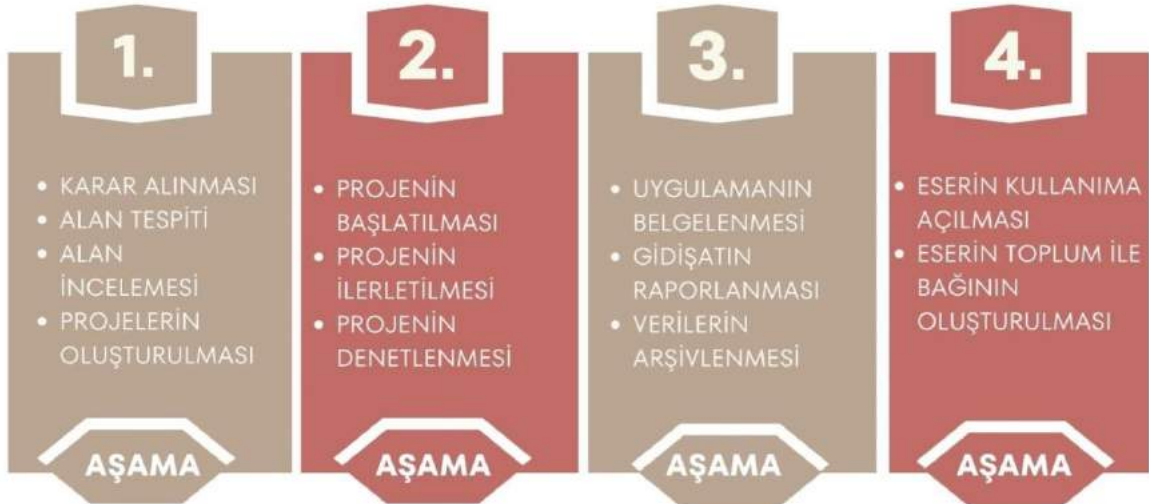 1.
• KARAR ALINMASI
• ALAN TESPİTİ
• ALAN
İNCELEMESİ
• PROJELERİN
OLUŞTURULMASI
AŞAMA
2.
• PROJENİN
BAŞLATILMASI
• PROJENİN
İLERLETİLMESİ
• PROJENİN
DENETLENMESİ
AŞAMA
3.
• UYGULAMANIN
BELGELENMESİ
• GİDİŞATIN
RAPORLANMASI
• VERİLERİN
ARŞİVLENMESİ
AŞAMA
4.
• ESERİN KULLANIMA
AÇILMASI
• ESERİN TOPLUM İLE
BAĞININ
OLUŞTURULMASI
AŞAMA